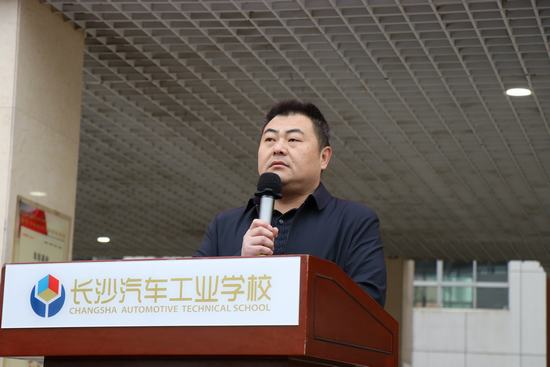 长沙汽车工业学校
CHANGSHA AUTOMOTIVE TECHNICAL SCHOOL